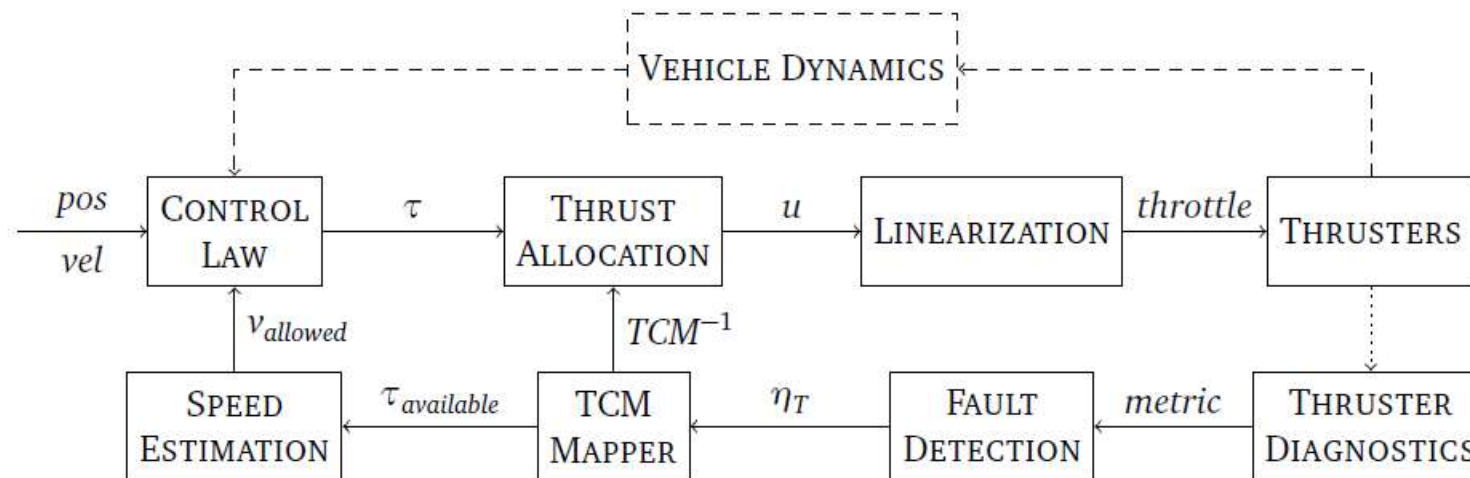 VEHICLE DYNAMICS
pos
vel
CONTROL
LAW
τ
THRUST
ALLOCATION
u
LINEARIZATION
throttle
THRUSTERS
v_allowed
TCM⁻¹
SPEED
ESTIMATION
τ_available
TCM
MAPPER
η_T
FAULT
DETECTION
metric
THRUSTER
DIAGNOSTICS